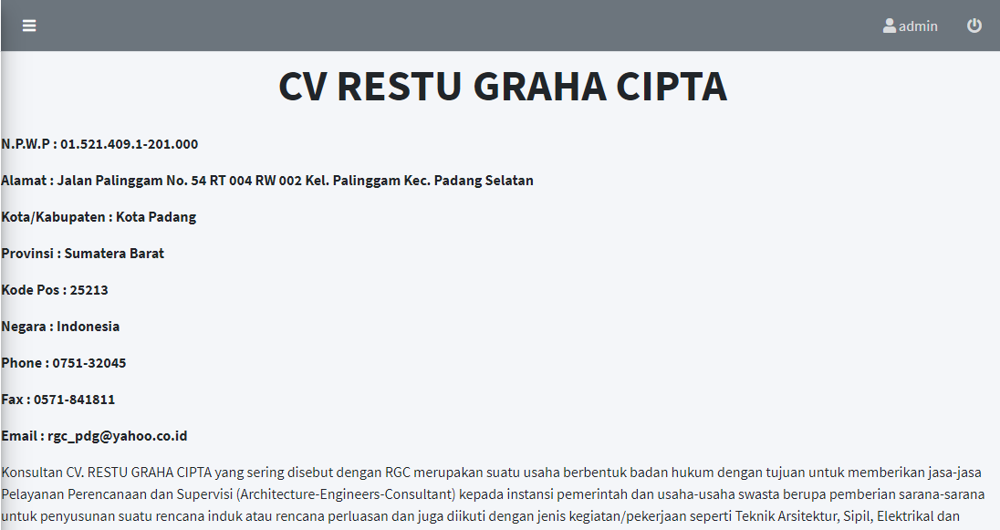 admin
CV RESTU GRAHA CIPTA
N.P.W.P : 01.521.409.1-201.000
Alamat : Jalan Palinggam No. 54 RT 004 RW 002 Kel. Palinggam Kec. Padang Selatan
Kota/Kabupaten : Kota Padang
Provinsi : Sumatera Barat
Kode Pos : 25213
Negara : Indonesia
Phone : 0751-32045
Fax : 0571-841811
Email : rgc_pdg@yahoo.co.id
Konsultan CV. RESTU GRAHA CIPTA yang sering disebut dengan RGC merupakan suatu usaha berbentuk badan hukum dengan tujuan untuk memberikan jasa-jasa
Pelayanan Perencanaan dan Supervisi (Architecture-Engineers-Consultant) kepada instansi pemerintah dan usaha-usaha swasta berupa pemberian sarana-sarana
untuk penyusunan suatu rencana induk atau rencana perluasan dan juga diikuti dengan jenis kegiatan/pekerjaan seperti Teknik Arsitektur, Sipil, Elektrikal dan